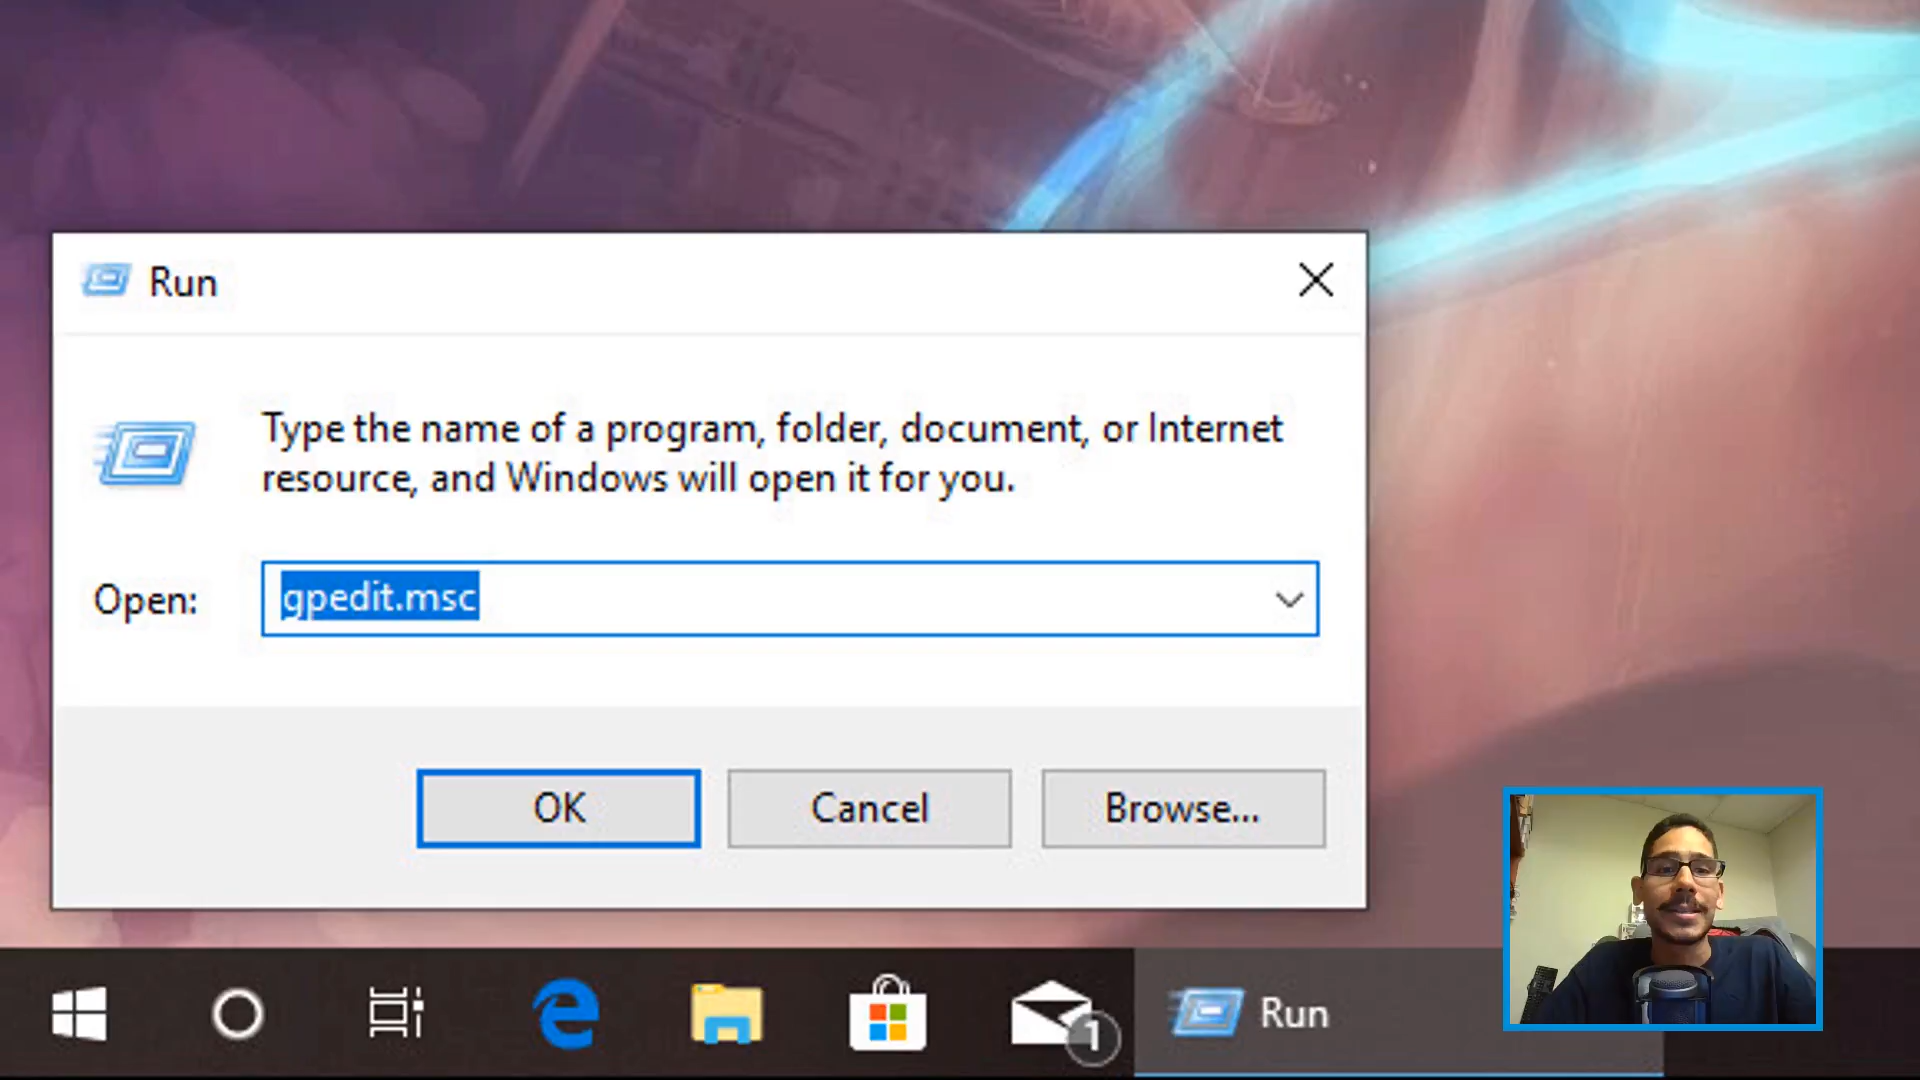 Run
Type the name of a program, folder, document, or Internet
resource, and Windows will open it for you.
Open: gpedit.msc
OK Cancel Browse...
1 Run